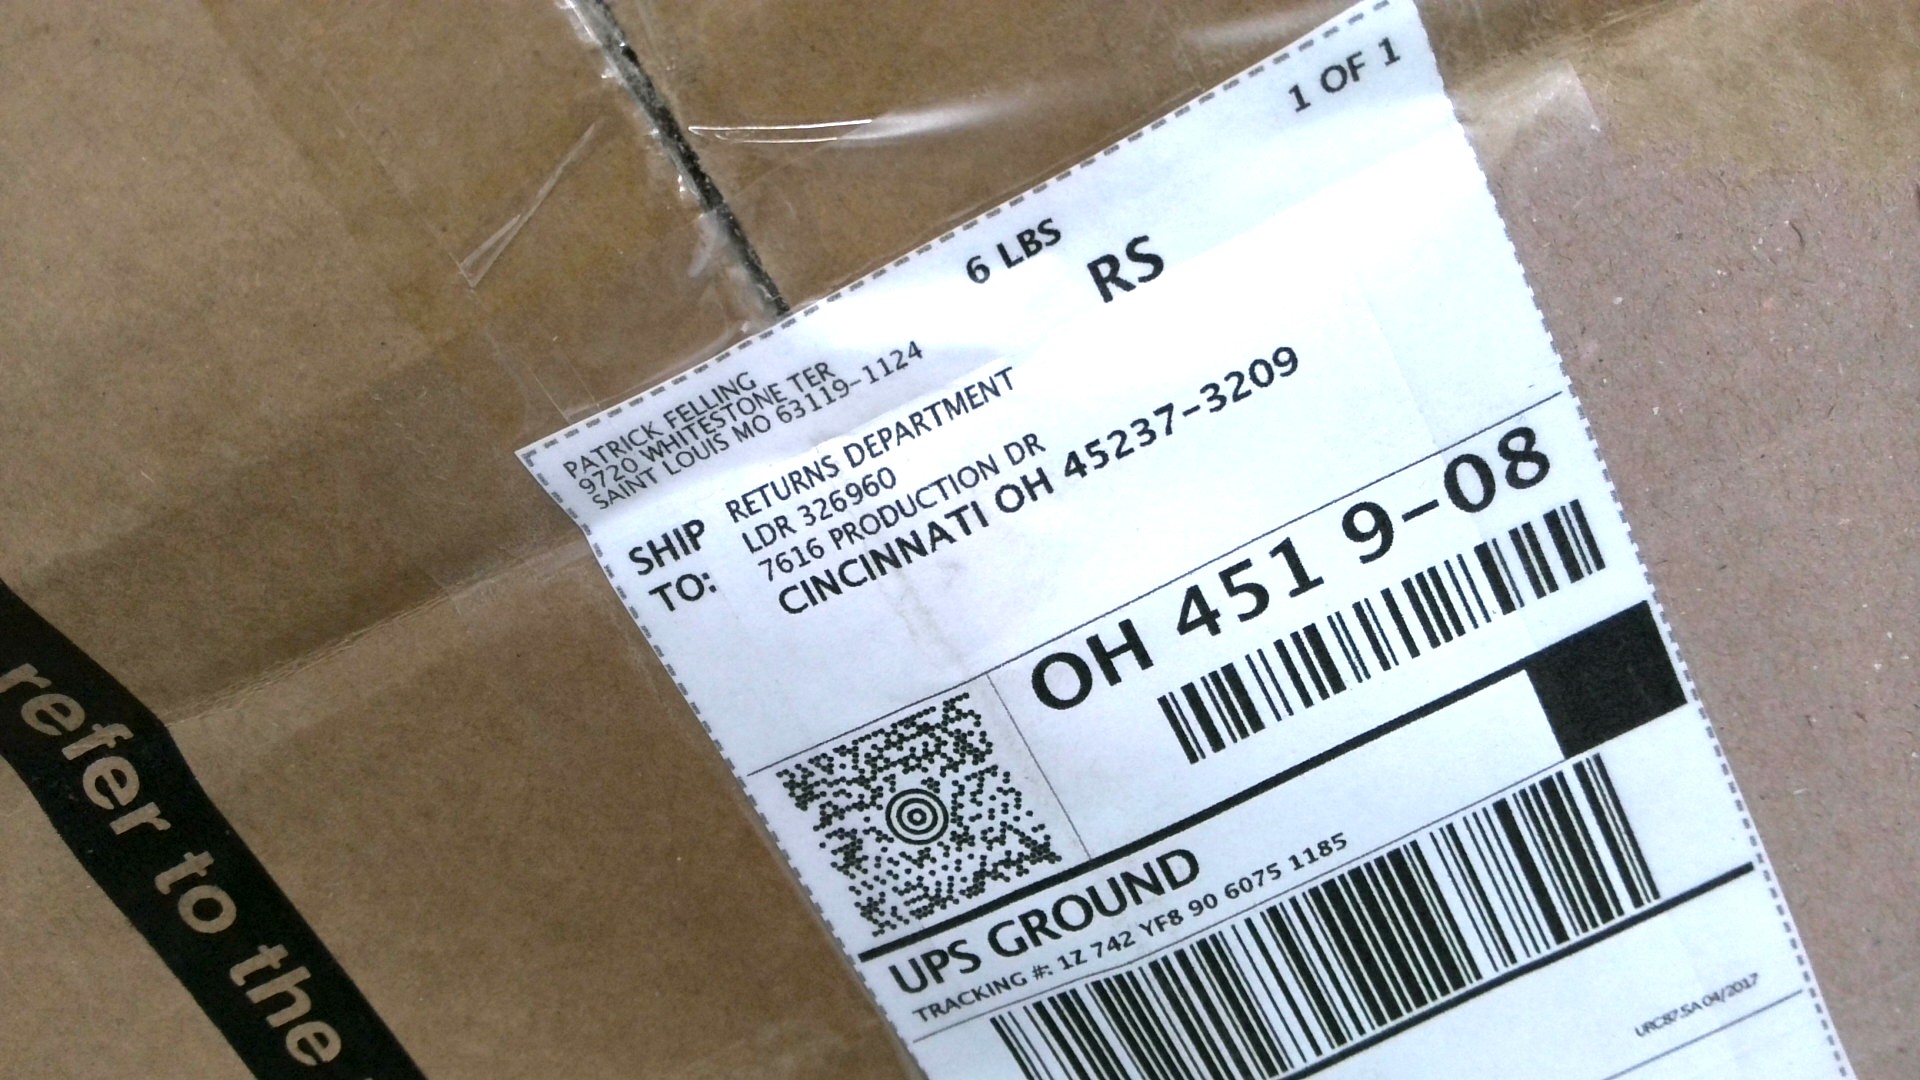 1 OF 1
6 LBS
RS
PATRICK FELLING
9720 WHITESTONE TER
SAINT LOUIS MO 63119-1124
SHIP
TO:
RETURNS DEPARTMENT
LDR 326960
7616 PRODUCTION DR
CINCINNATI OH 45237-3209
OH 451 9-08
UPS GROUND
TRACKING #: 1Z 742 YF8 90 6075 1185
URC87.5A 04/2017
refer to the